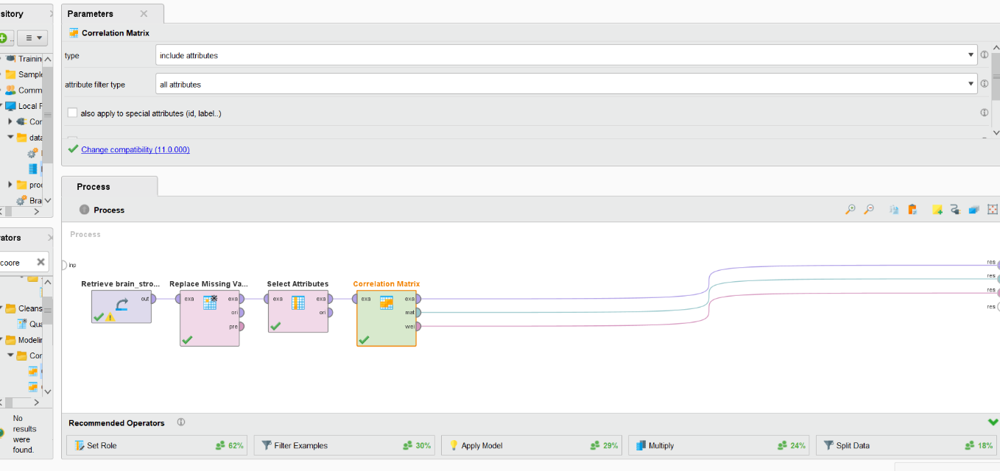 sitory
Parameters
Correlation Matrix
type
include attributes
attribute filter type
all attributes
also apply to special attributes (id, label..)
Change compatibility (11.0.000)
Trainin
Sample
Comm
Local F
Cor
data
proc
Bra
Process
Process
Process
inp
res
res
res
res
Retrieve brain_stro...
out
Replace Missing Va...
exa
exa
ori
pre
Select Attributes
exa
exa
ori
Correlation Matrix
exa
exa
mat
wei
ators
coore
Cleans
Qua
Modelin
Cor
No
results
were
found.
Recommended Operators
Set Role
62%
Filter Examples
30%
Apply Model
29%
Multiply
24%
Split Data
18%